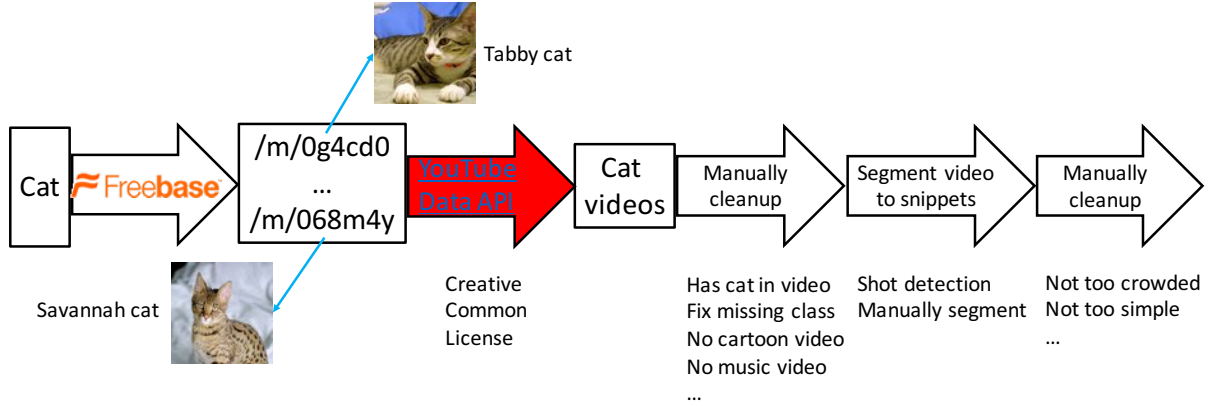 Tabby cat
Cat
Freebase
/m/0g4cd0
...
/m/068m4y
YouTube
Data API
Cat
videos
Manually
cleanup
Segment video
to snippets
Manually
cleanup
Savannah cat
Creative
Common
License
Has cat in video
Fix missing class
No cartoon video
No music video
...
Shot detection
Manually segment
Not too crowded
Not too simple
...